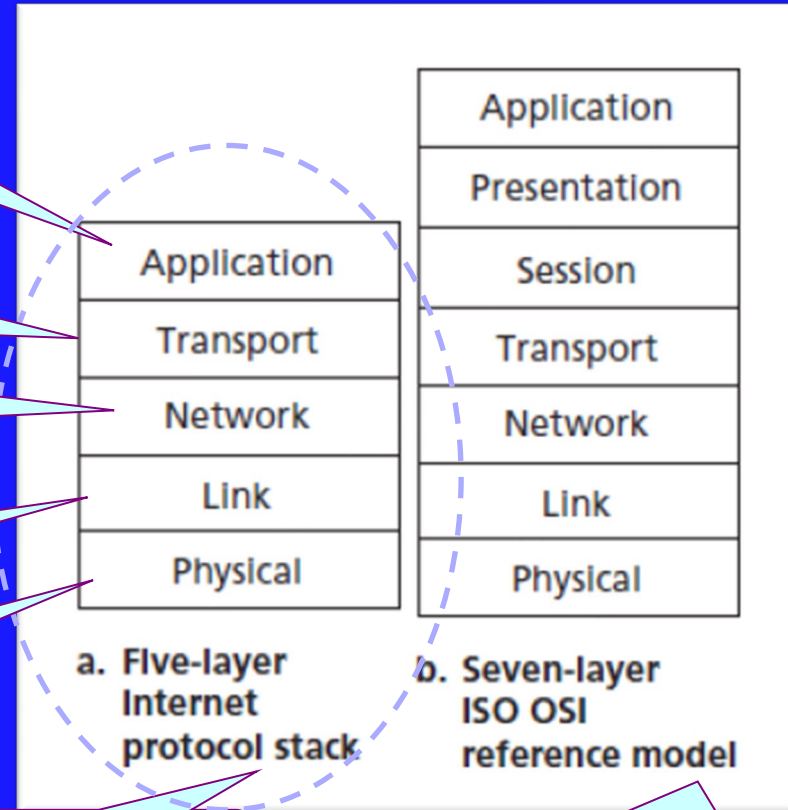 Application
Transport
Network
Link
Physical
a. Five-layer
Internet
protocol stack
Application
Presentation
Session
Transport
Network
Link
Physical
b. Seven-layer
ISO OSI
reference model